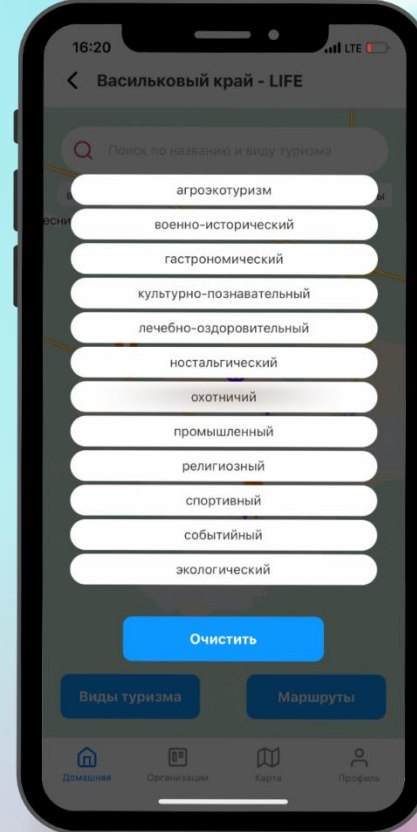 16:20
LTE
Васильковый край - LIFE
Поиск по названию и виду туризма
агроэкотуризм
военно-исторический
гастрономический
культурно-познавательный
лечебно-оздоровительный
ностальгический
охотничий
промышленный
религиозный
спортивный
событийный
экологический
Очистить
Виды туризма
Маршруты
Домашняя
Организации
Карта
Профиль